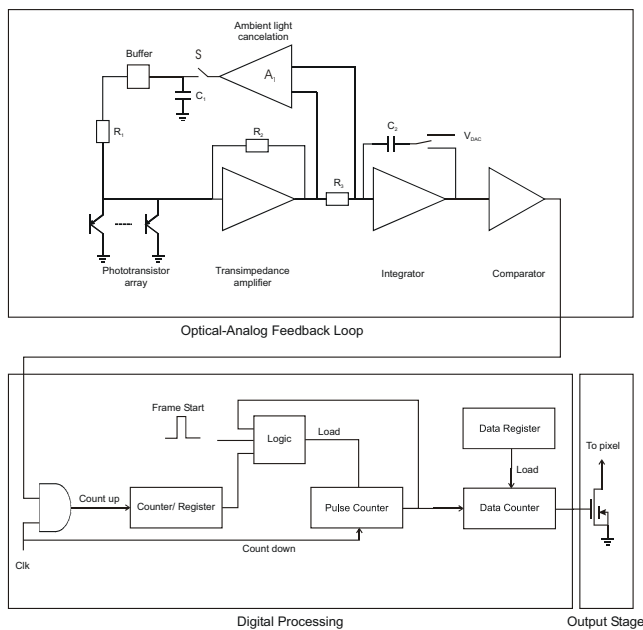 Ambient light
cancelation
Buffer
S
A1
C1
R1
R2
C2
VDAC
R3
Phototransistor
array
Transimpedance
amplifier
Integrator
Comparator
Optical-Analog Feedback Loop
Frame Start
Logic
Load
Data Register
To pixel
Load
Count up
Counter/ Register
Pulse Counter
Data Counter
Count down
Clk
Digital Processing
Output Stage